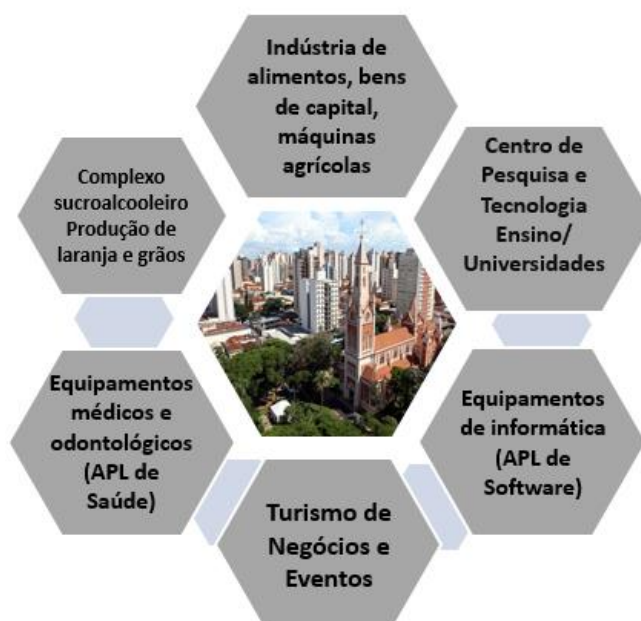 Indústria de
alimentos, bens
de capital,
máquinas
agrícolas
Centro de
Pesquisa e
Tecnologia
Ensino/
Universidades
Complexo
sucroalcooleiro
Produção de
laranja e grãos
Equipamentos
médicos e
odontológicos
(APL de
Saúde)
Equipamentos
de informática
(APL de
Software)
Turismo de
Negócios e
Eventos